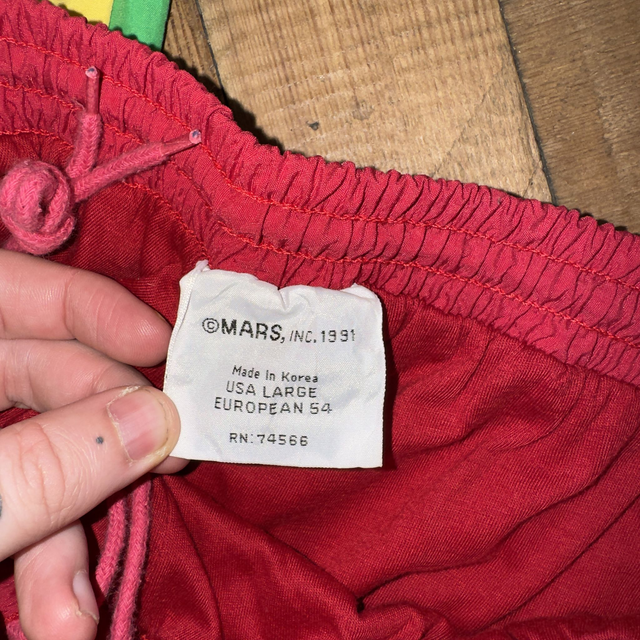 ©MARS, INC. 1991
Made In Korea
USA LARGE
EUROPEAN 54
RN: 74566